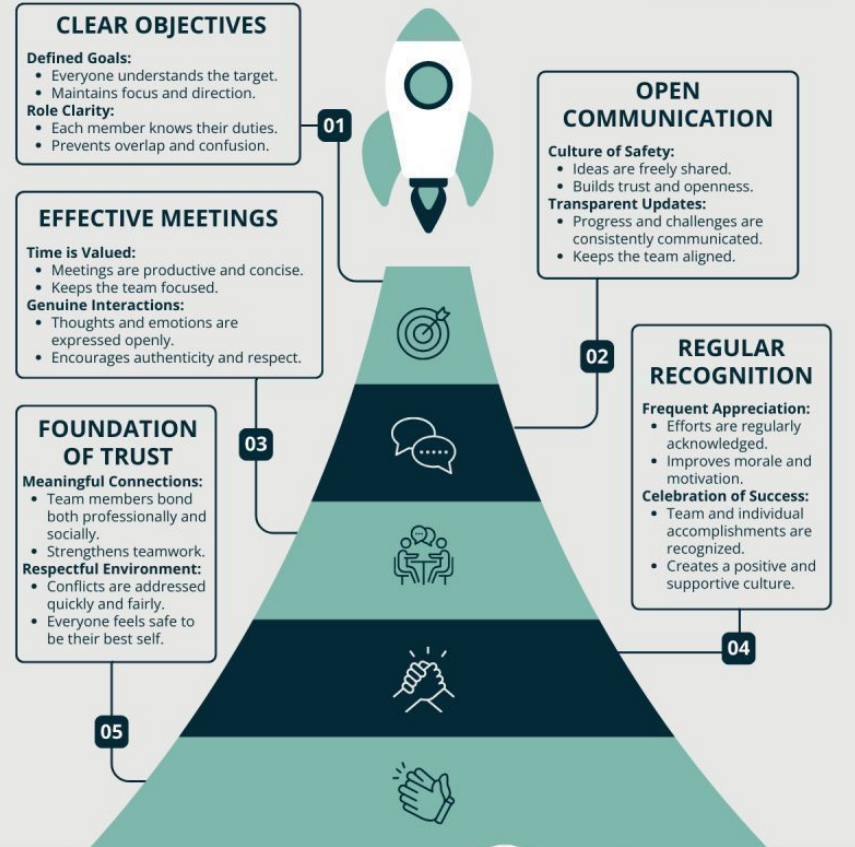 CLEAR OBJECTIVES
Defined Goals:
• Everyone understands the target.
• Maintains focus and direction.
Role Clarity:
• Each member knows their duties.
• Prevents overlap and confusion.
01
OPEN
COMMUNICATION
Culture of Safety:
• Ideas are freely shared.
• Builds trust and openness.
Transparent Updates:
• Progress and challenges are
consistently communicated.
• Keeps the team aligned.
02
EFFECTIVE MEETINGS
Time is Valued:
• Meetings are productive and concise.
• Keeps the team focused.
Genuine Interactions:
• Thoughts and emotions are
expressed openly.
• Encourages authenticity and respect.
03
REGULAR
RECOGNITION
Frequent Appreciation:
• Efforts are regularly
acknowledged.
• Improves morale and
motivation.
Celebration of Success:
• Team and individual
accomplishments are
recognized.
• Creates a positive and
supportive culture.
04
FOUNDATION
OF TRUST
Meaningful Connections:
• Team members bond
both professionally and
socially.
• Strengthens teamwork.
Respectful Environment:
• Conflicts are addressed
quickly and fairly.
• Everyone feels safe to
be their best self.
05